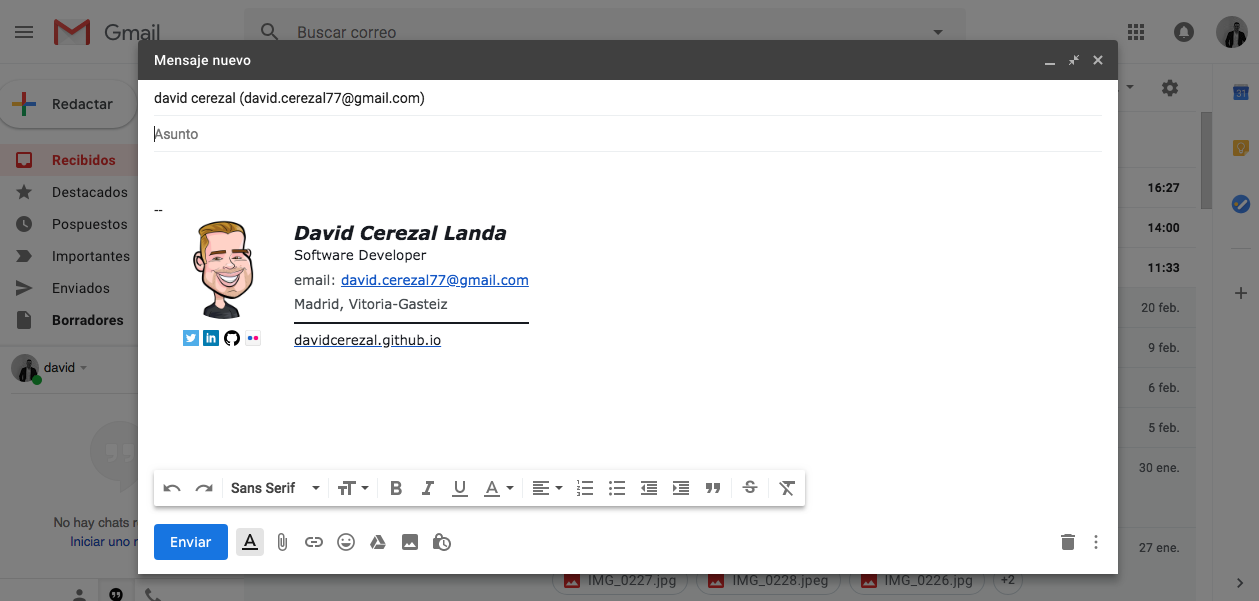 Gmail
Buscar correo
Mensaje nuevo
david cerezal (david.cerezal77@gmail.com)
Asunto
Redactar
Recibidos
Destacados
Pospuestos
Importantes
Enviados
Borradores
david
No hay chats
Iniciar uno
--
David Cerezal Landa
Software Developer
email: david.cerezal77@gmail.com
Madrid, Vitoria-Gasteiz
in
davidcerezal.github.io
Sans Serif
Enviar
16:27
14:00
11:33
20 feb.
9 feb.
6 feb.
5 feb.
30 ene.
27 ene.
31
IMG_0227.jpg
IMG_0228.jpeg
IMG_0226.jpg
+2